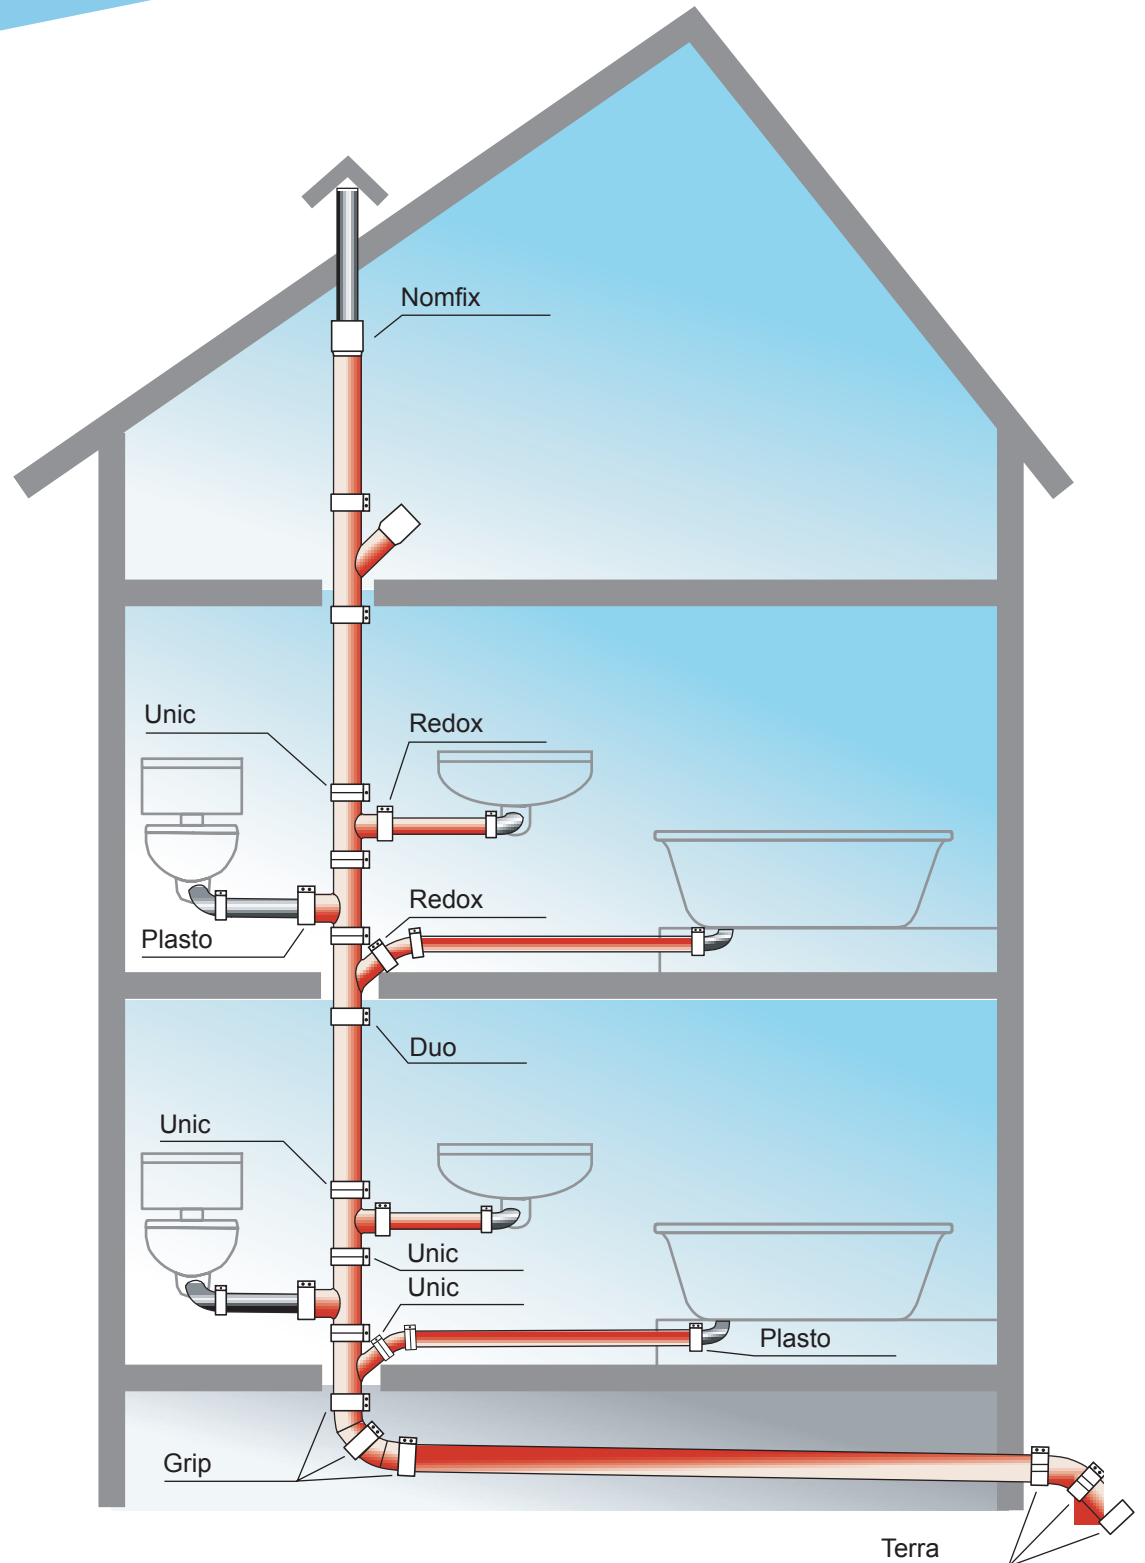 Nomfix
Unic
Redox
Redox
Plasto
Duo
Unic
Unic
Unic
Plasto
Grip
Terra